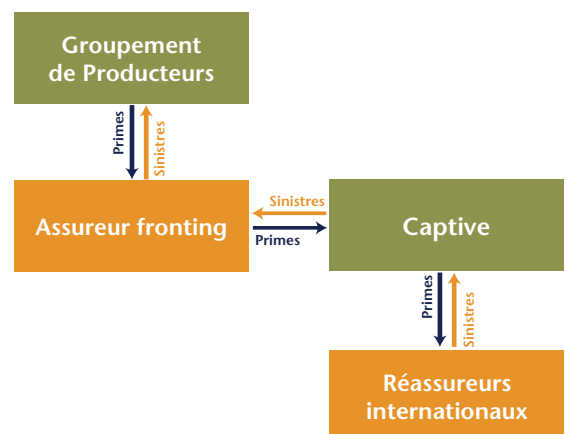 Groupement
de Producteurs
Primes
Sinistres
Assureur fronting
Sinistres
Primes
Captive
Primes
Sinistres
Réassureurs
internationaux